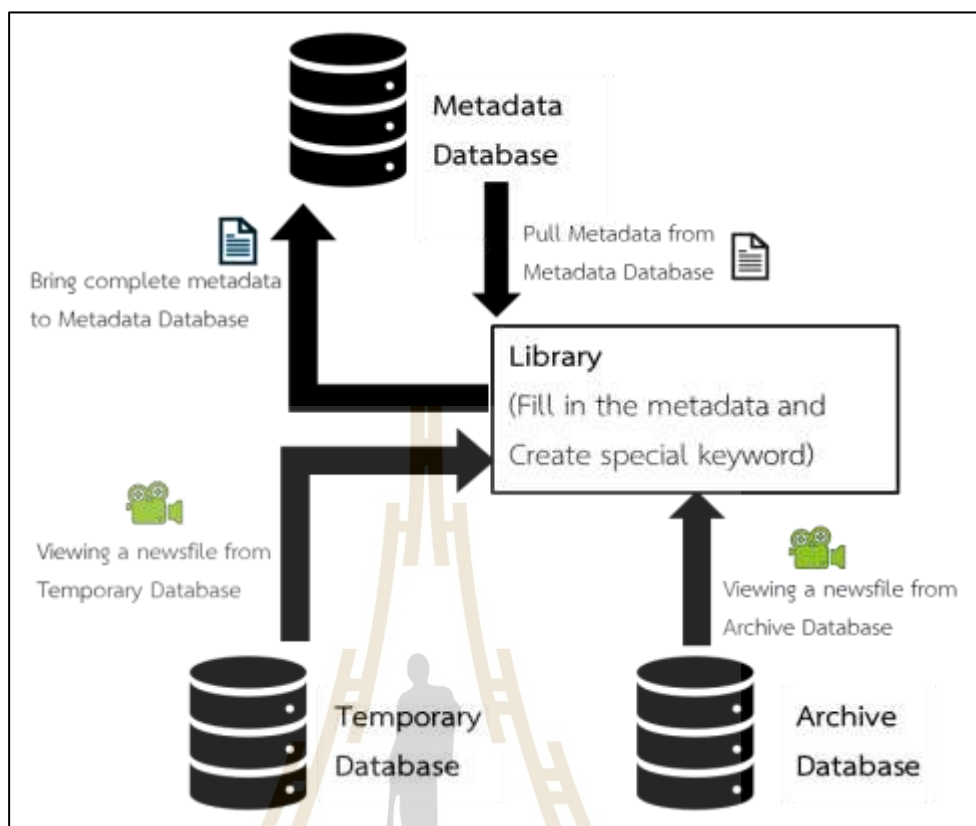 Metadata
Database
Pull Metadata from
Metadata Database
Bring complete metadata
to Metadata Database
Library
(Fill in the metadata and
Create special keyword)
Viewing a newsfile from
Temporary Database
Viewing a newsfile from
Archive Database
Temporary
Database
Archive
Database